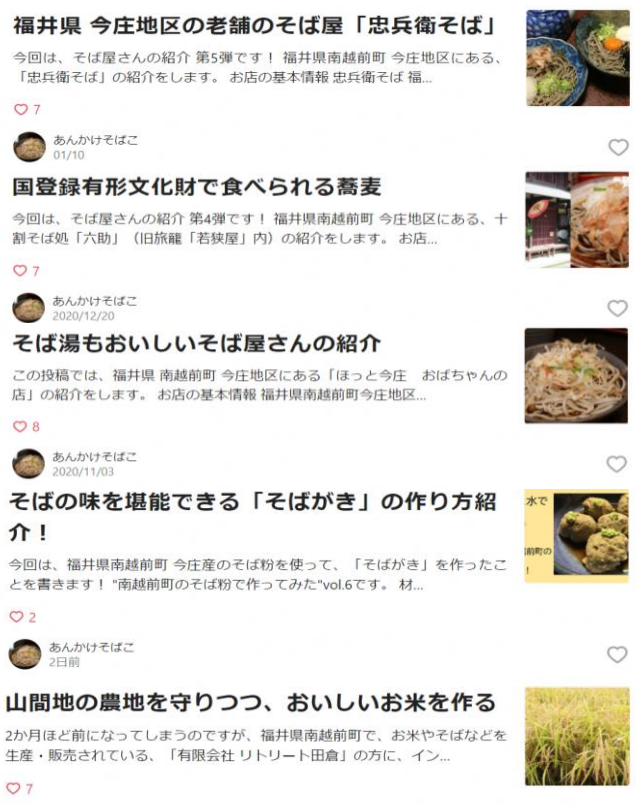 福井県 今庄地区の老舗のそば屋「忠兵衛そば」
今回は、そば屋さんの紹介 第5弾です! 福井県南越前町 今庄地区にある、
「忠兵衛そば」の紹介をします。 お店の基本情報 忠兵衛そば 福...
7
あんかけそばこ
01/10
国登録有形文化財で食べられる蕎麦
今回は、そば屋さんの紹介 第4弾です! 福井県南越前町 今庄地区にある、十
割そば処「六助」(旧旅籠「若狭屋」内)の紹介をします。 お店...
7
あんかけそばこ
2020/12/20
そば湯もおいしいそば屋さんの紹介
この投稿では、福井県 南越前町 今庄地区にある「ほっと今庄 おばちゃんの
店」の紹介をします。 お店の基本情報 福井県南越前町今庄地区...
8
あんかけそばこ
2020/11/03
そばの味を堪能できる「そばがき」の作り方紹
介!
今回は、福井県南越前町 今庄産のそば粉を使って、「そばがき」を作ったこ
とを書きます! "南越前町のそば粉で作ってみた"vol.6です。 材...
水で
前町の
!
2
あんかけそばこ
2日前
山間地の農地を守りつつ、おいしいお米を作る
2か月ほど前になってしまうのですが、福井県南越前町で、お米やそばなどを
生産・販売されている、「有限会社 リトリート田倉」の方に、イン...
7